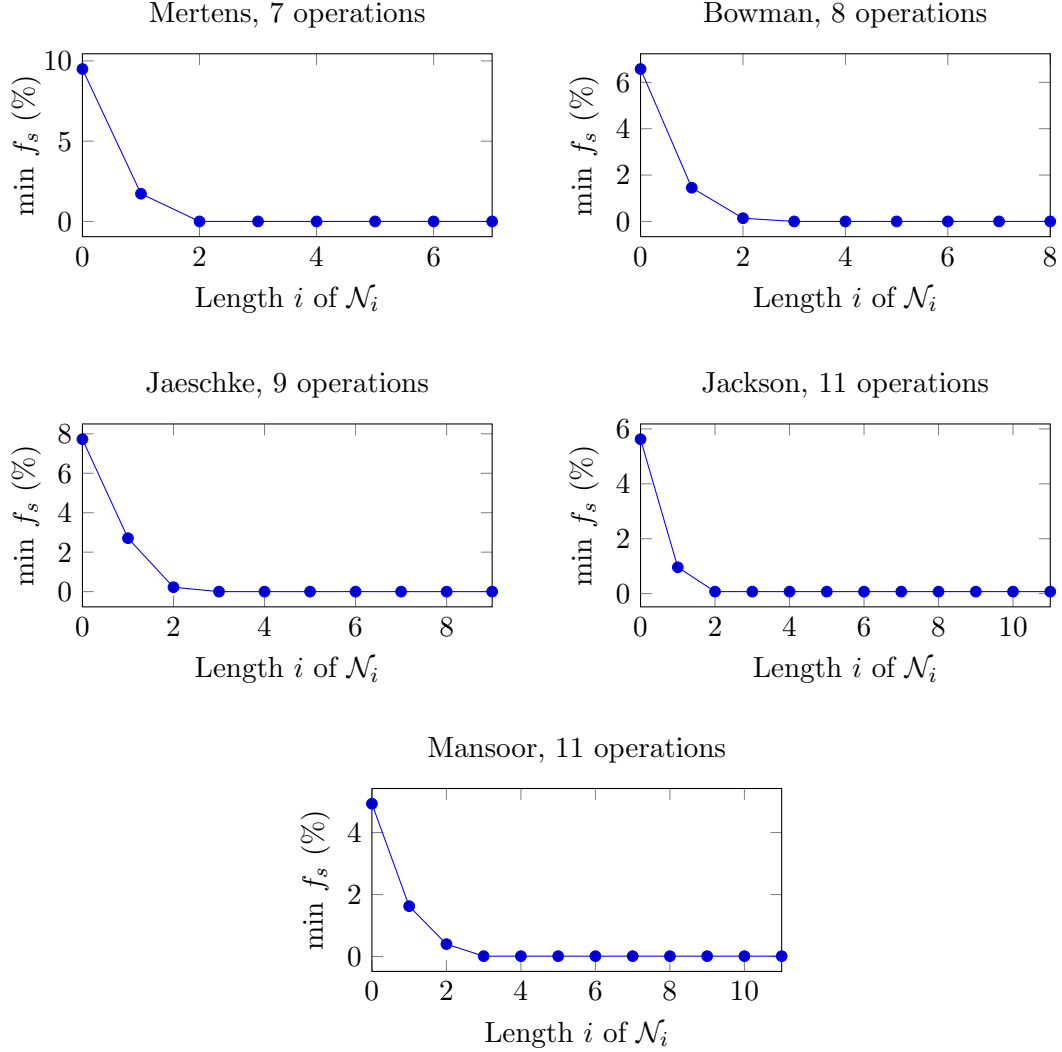 Mertens, 7 operations
min f_s (%)
10
5
0
0 2 4 6
Length i of 𝒩_i
Bowman, 8 operations
min f_s (%)
6
4
2
0
0 2 4 6 8
Length i of 𝒩_i
Jaeschke, 9 operations
min f_s (%)
8
6
4
2
0
0 2 4 6 8
Length i of 𝒩_i
Jackson, 11 operations
min f_s (%)
6
4
2
0
0 2 4 6 8 10
Length i of 𝒩_i
Mansoor, 11 operations
min f_s (%)
4
2
0
0 2 4 6 8 10
Length i of 𝒩_i